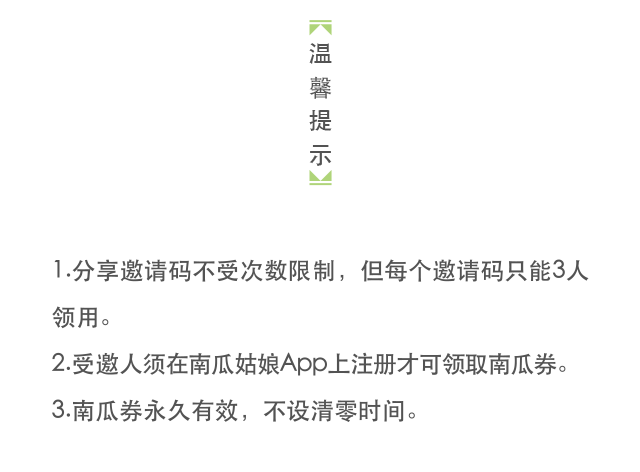 温馨提示
1.分享邀请码不受次数限制，但每个邀请码只能3人
领用。
2.受邀人须在南瓜姑娘App上注册才可领取南瓜券。
3.南瓜券永久有效，不设清零时间。